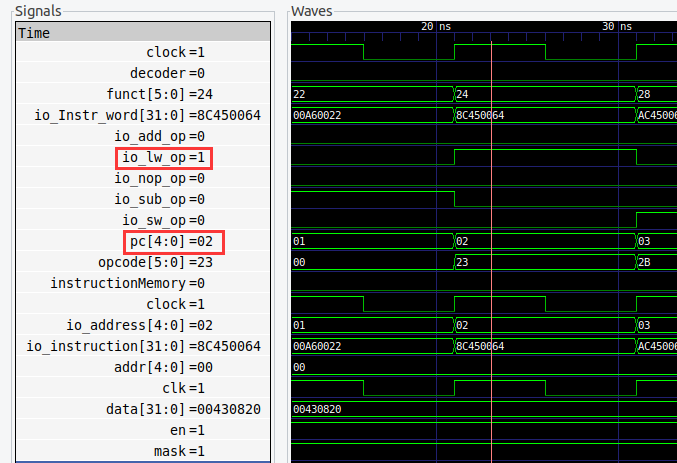 Signals Waves
Time 20 ns 30 ns
clock=1
decoder=0
funct[5:0]=24 22 24 28
io_Instr_word[31:0]=8C450064 00A60022 8C450064 AC4500
io_add_op=0
io_lw_op=1
io_nop_op=0
io_sub_op=0
io_sw_op=0
pc[4:0]=02 01 02 03
opcode[5:0]=23 00 23 2B
instructionMemory=0
clock=1
io_address[4:0]=02 01 02 03
io_instruction[31:0]=8C450064 00A60022 8C450064 AC4500
addr[4:0]=00 00
clk=1
data[31:0]=00430820 00430820
en=1
mask=1